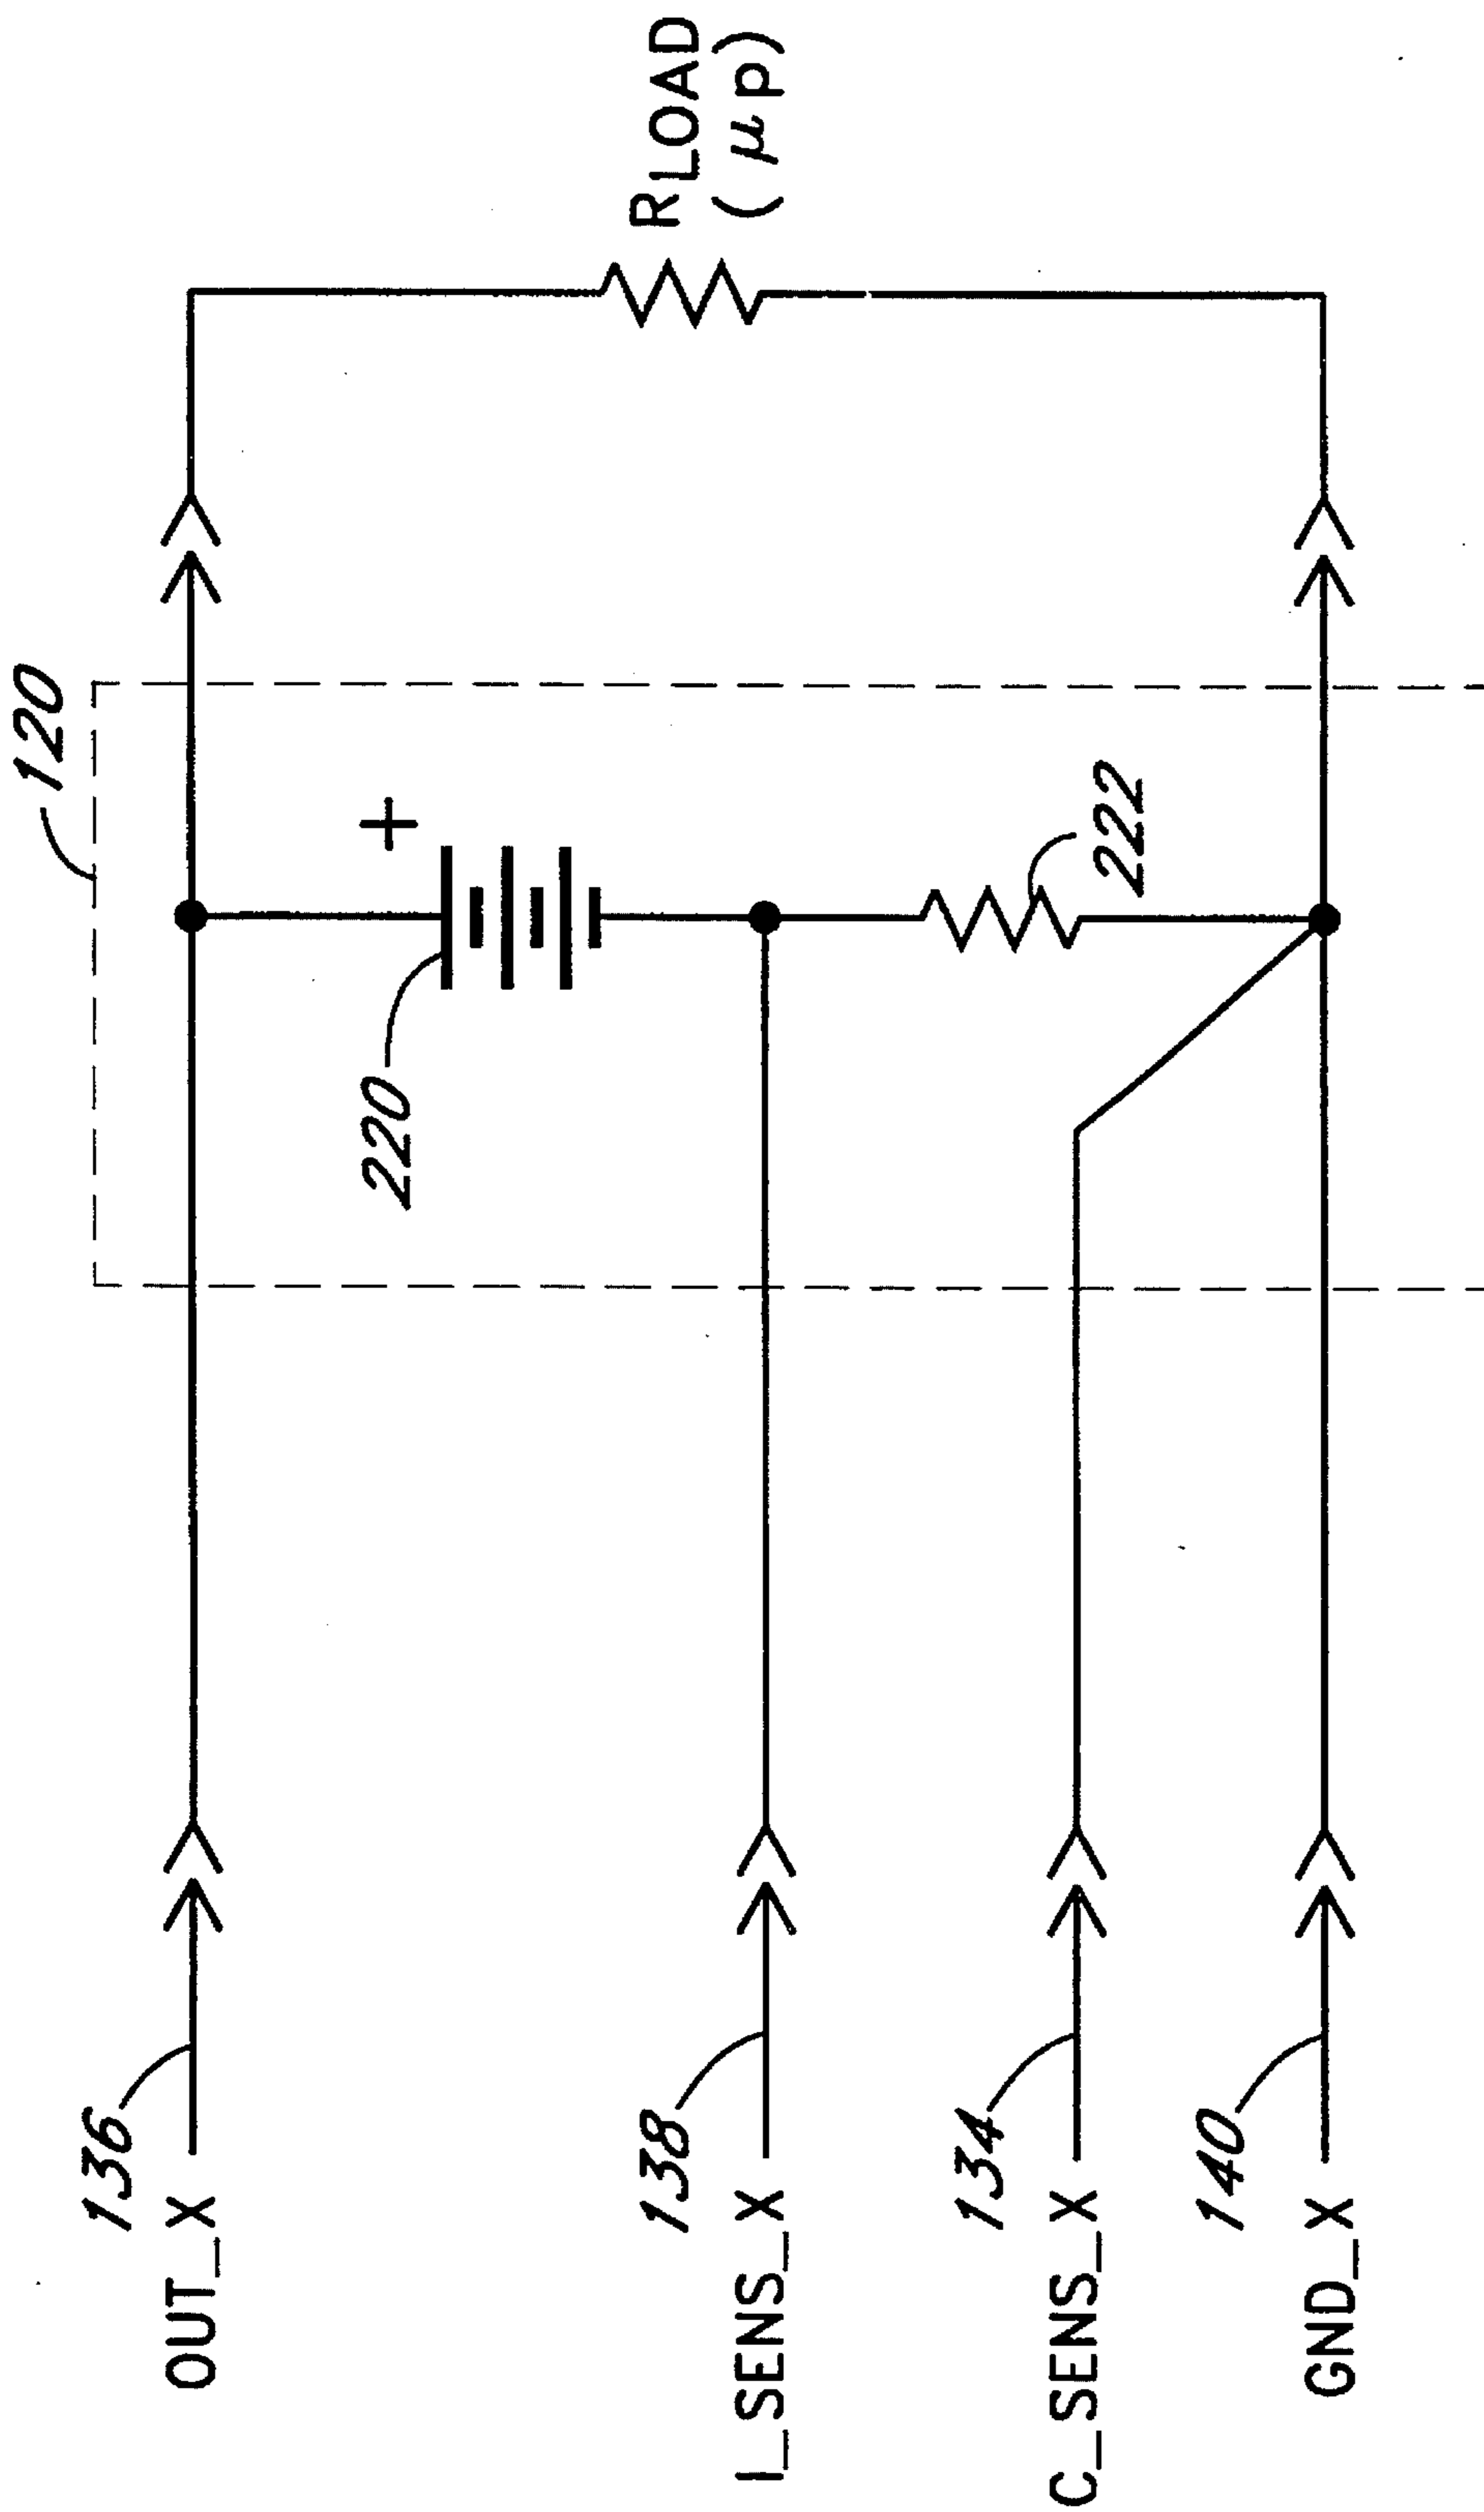 120
136
OUT_X
220
+
RLOAD
(μp)
138
I_SENS_X
222
134
C_SENS_X
140
GND_X